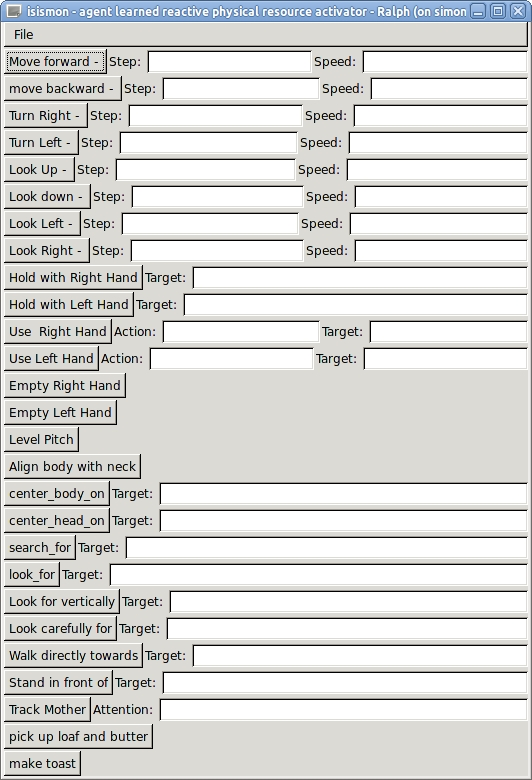 isismon - agent learned reactive physical resource activator - Ralph (on simon
File
Move forward - Step: Speed:
move backward - Step: Speed:
Turn Right - Step: Speed:
Turn Left - Step: Speed:
Look Up - Step: Speed:
Look down - Step: Speed:
Look Left - Step: Speed:
Look Right - Step: Speed:
Hold with Right Hand Target:
Hold with Left Hand Target:
Use  Right Hand Action: Target:
Use Left Hand Action: Target:
Empty Right Hand
Empty Left Hand
Level Pitch
Align body with neck
center_body_on Target:
center_head_on Target:
search_for Target:
look_for Target:
Look for vertically Target:
Look carefully for Target:
Walk directly towards Target:
Stand in front of Target:
Track Mother Attention:
pick up loaf and butter
make toast